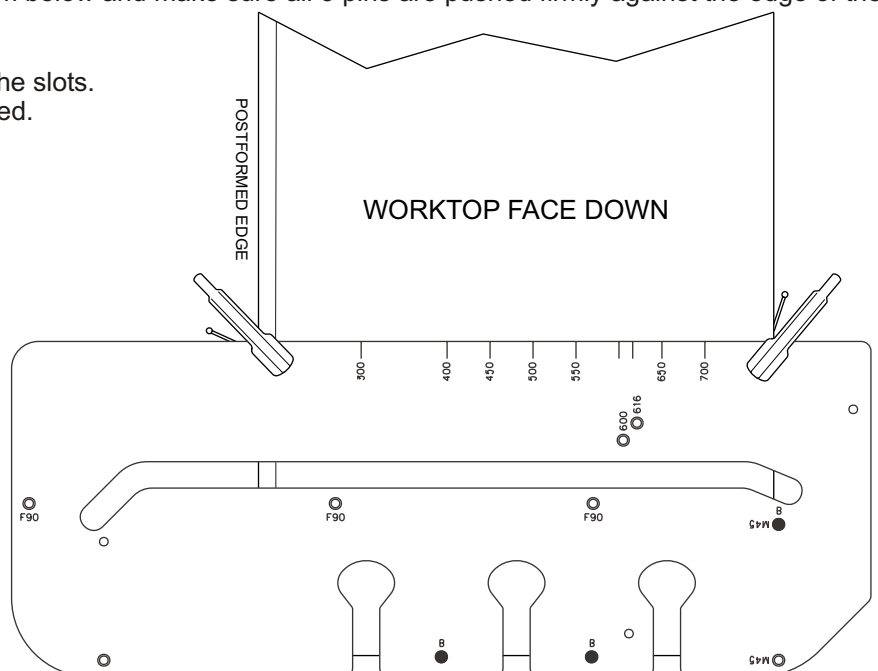 below and make sure all 3 pins are pushed firmly against the edge of the
he slots.
ed.
POSTFORMED EDGE
WORKTOP FACE DOWN
300
400
450
500
550
650
700
600
616
F90
F90
F90
B
M45
B
B
M45